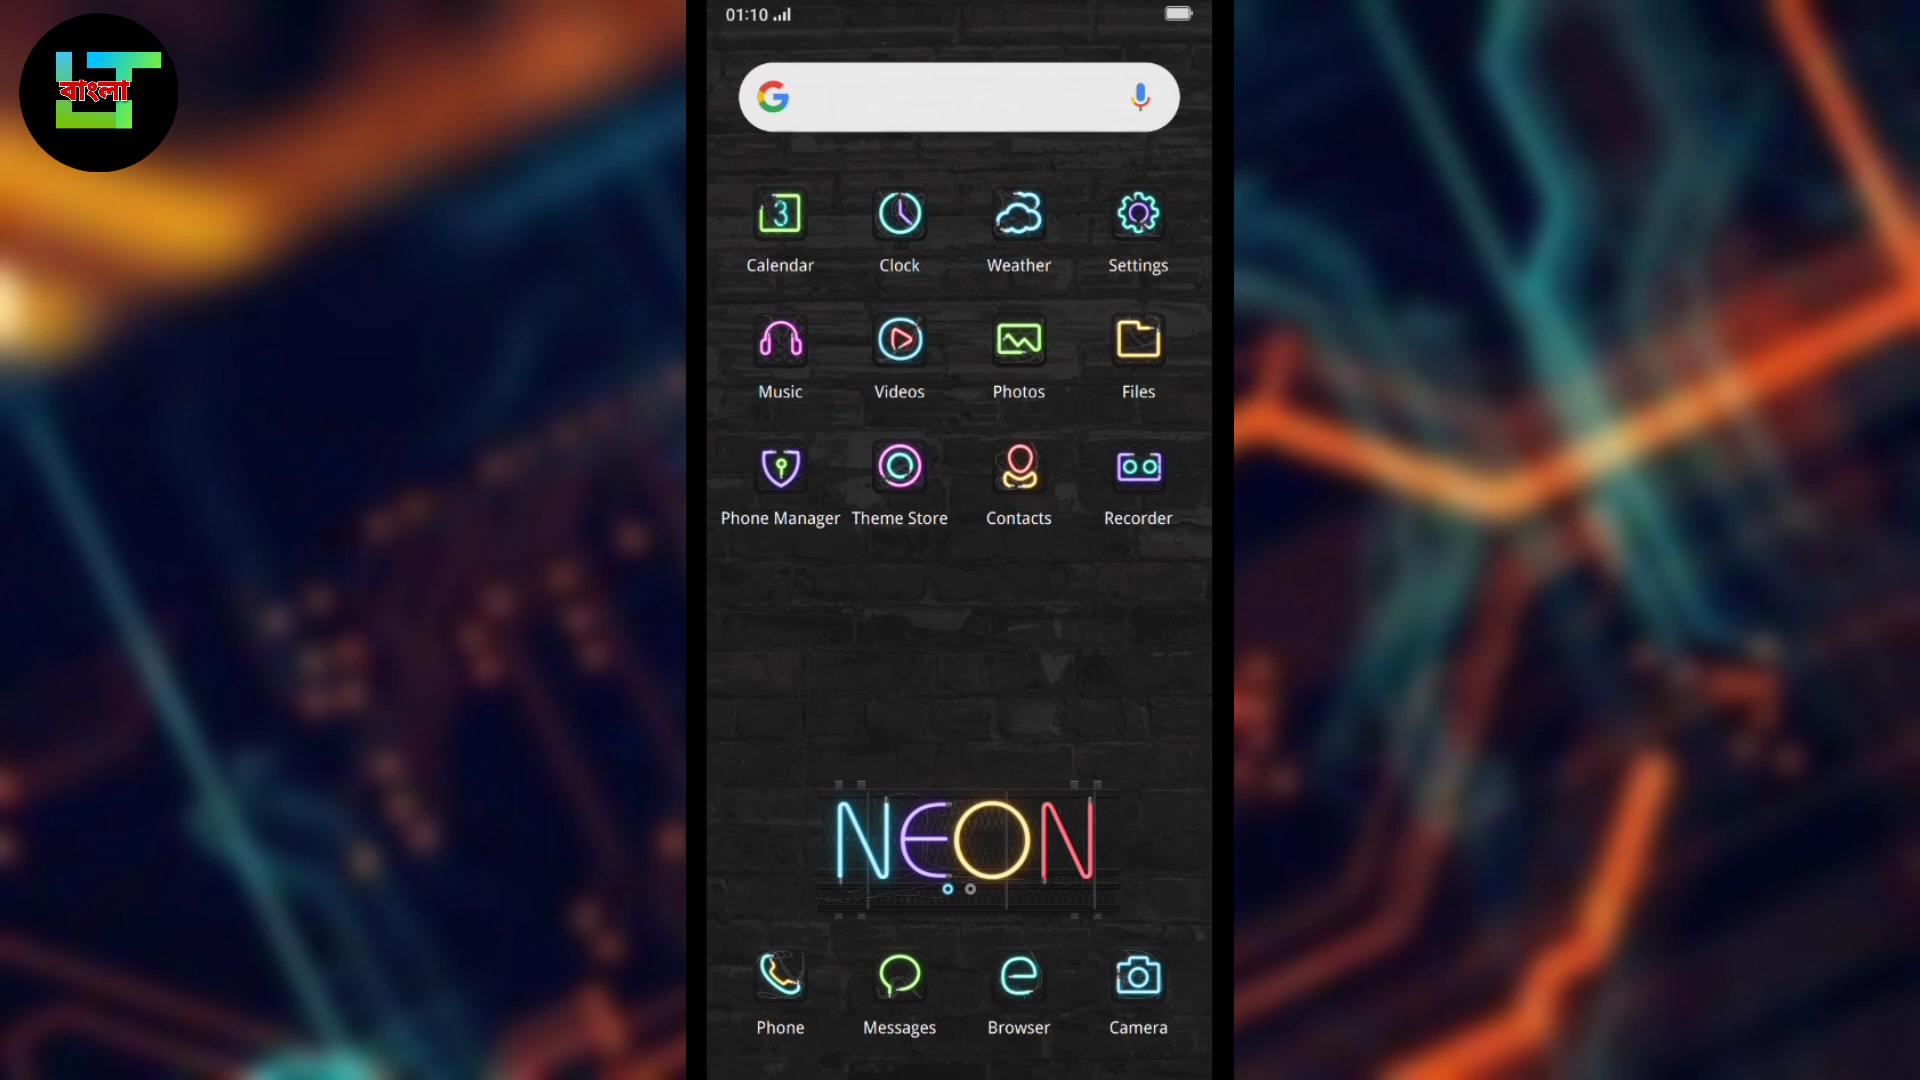 বাংলা
01:10
3
Calendar Clock Weather Settings
Music Videos Photos Files
Phone Manager Theme Store Contacts Recorder
NEON
Phone Messages Browser Camera